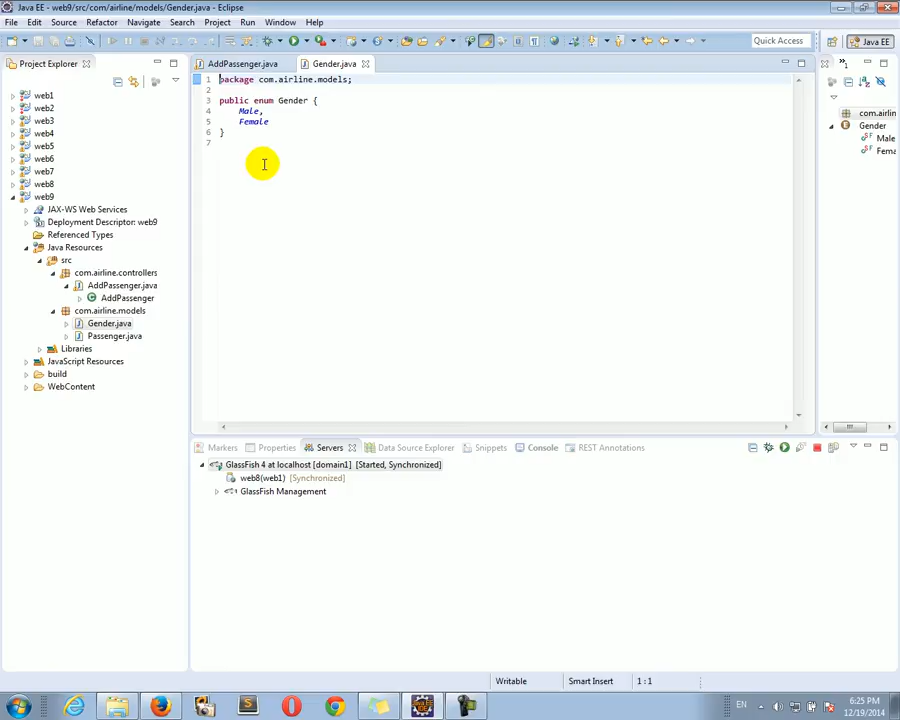 Java EE - web9/src/com/airline/models/Gender.java - Eclipse
File Edit Source Refactor Navigate Search Project Run Window Help
Quick Access
Java EE
Project Explorer
AddPassenger.java
Gender.java
web1
web2
web3
web4
web5
web6
web7
web8
web9
JAX-WS Web Services
Deployment Descriptor: web9
Referenced Types
Java Resources
src
com.airline.controllers
AddPassenger.java
AddPassenger
com.airline.models
Gender.java
Passenger.java
Libraries
JavaScript Resources
build
WebContent
1 package com.airline.models;
2
3 public enum Gender {
4 Male,
5 Female
6 }
7
com.airlin
Gender
Male
Fema
Markers Properties Servers Data Source Explorer Snippets Console REST Annotations
GlassFish 4 at localhost [domain1] [Started, Synchronized]
web8(web1) [Synchronized]
GlassFish Management
Writable Smart Insert 1 : 1
EN
6:25 PM
12/19/2014